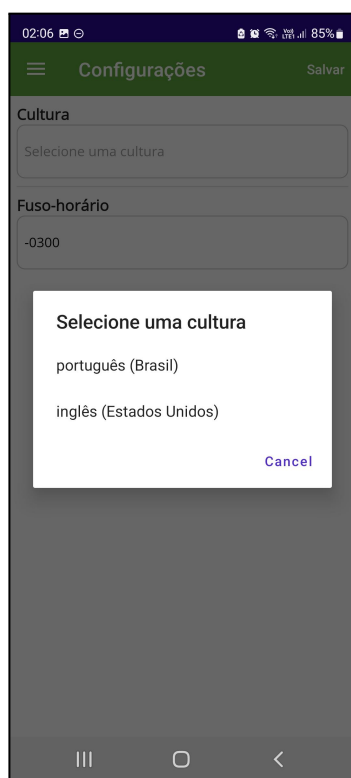 02:06 85%
Configurações Salvar
Cultura
Selecione uma cultura
Fuso-horário
-0300
Selecione uma cultura
português (Brasil)
inglês (Estados Unidos)
Cancel